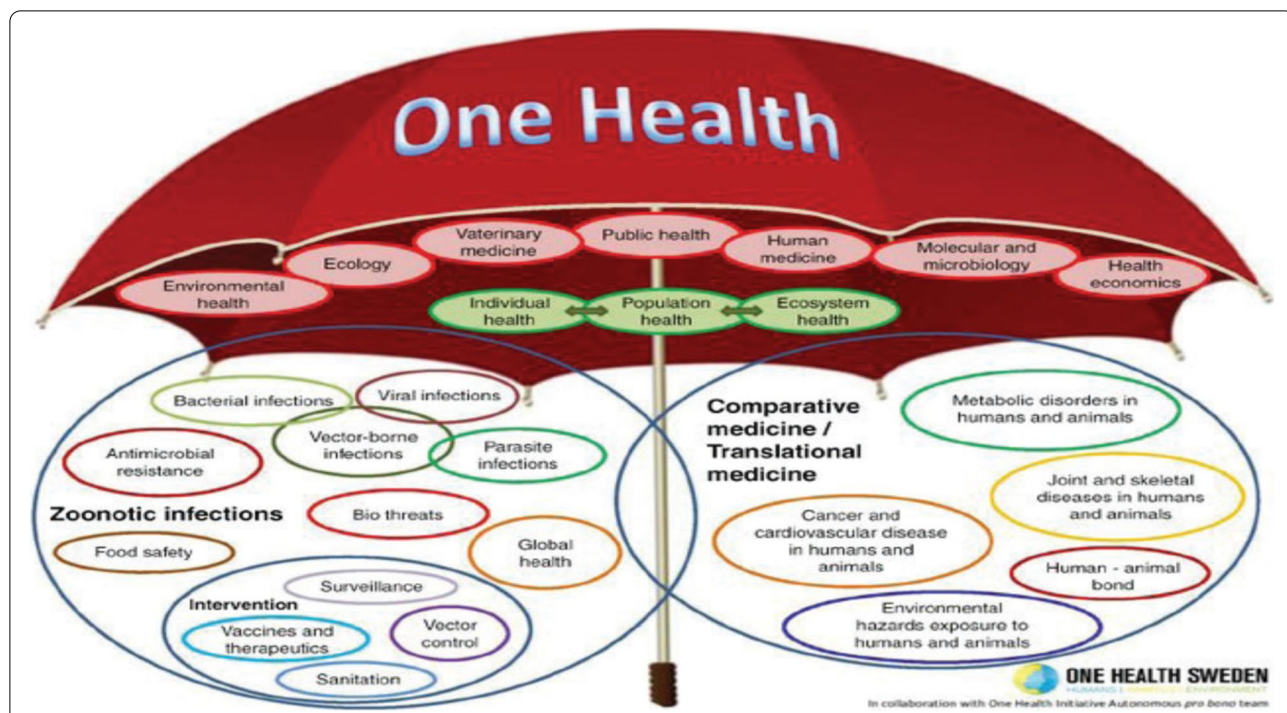 One Health
Environmental
health
Ecology
Vaterinary
medicine
Public health
Human
medicine
Molecular and
microbiology
Health
economics
Individual
health
Population
health
Ecosystem
health
Bacterial infections
Viral infections
Vector-borne
infections
Parasite
infections
Antimicrobial
resistance
Zoonotic infections
Bio threats
Food safety
Global
health
Surveillance
Intervention
Vaccines and
therapeutics
Vector
control
Sanitation
Comparative
medicine /
Translational
medicine
Metabolic disorders in
humans and animals
Joint and skeletal
diseases in humans
and animals
Cancer and
cardiovascular disease
in humans and
animals
Human - animal
bond
Environmental
hazards exposure to
humans and animals
ONE HEALTH SWEDEN
HUMANS | ANIMALS | ENVIRONMENT
In collaboration with One Health Initiative Autonomous pro bono team